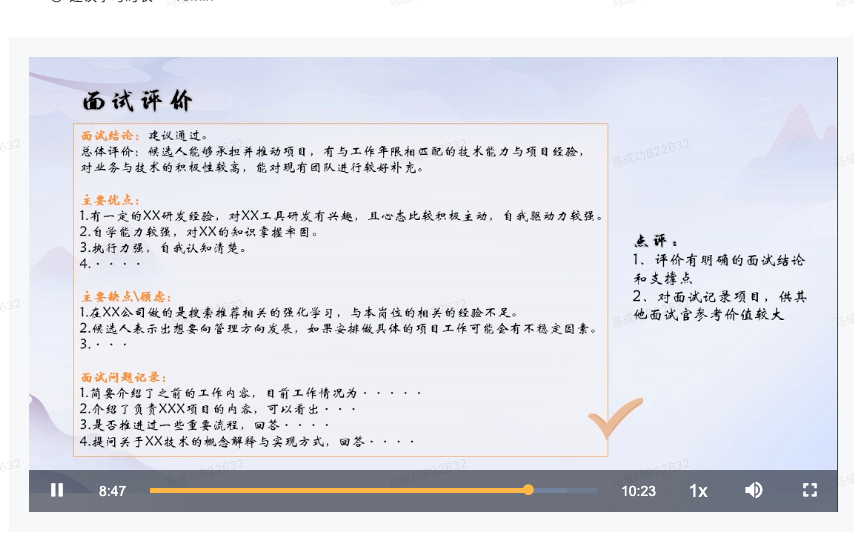 面试评价
面试结论：建议通过。
总体评价：候选人能够承担并推动项目，有与工作年限相匹配的技术能力与项目经验，
对业务与技术的积极性较高，能对现有团队进行较好补充。
主要优点：
1.有一定的XX研发经验，对XX工具研发有兴趣，且心态比较积极主动，自我驱动力较强。
2.自学能力较强，对XX的知识掌握牢固。
3.执行力强，自我认知清楚。
4.····
主要缺点\顾虑：
1.在XX公司做的是搜索推荐相关的强化学习，与本岗位的相关的经验不足。
2.候选人表示出想要向管理方向发展，如果安排做具体的项目工作可能会有不稳定因素。
3.···
面试问题记录：
1.简要介绍了之前的工作内容，目前工作情况为·····
2.介绍了负责XXX项目的内容，可以看出···
3.是否推进过一些重要流程，回答····
4.提问关于XX技术的概念解释与实现方式，回答····
点评：
1、评价有明确的面试结论
和支撑点
2、对面试记录项目，供其
他面试官参考价值较大
8:47
10:23
1x
马成功B22632